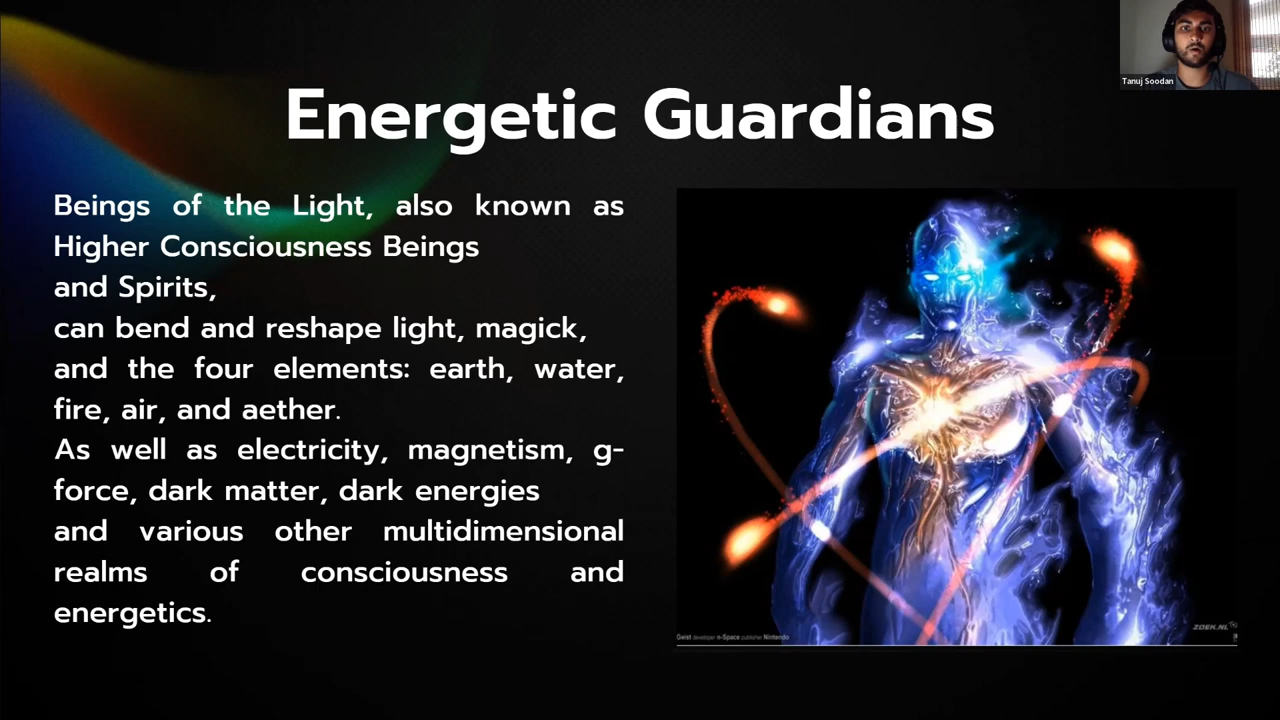 Tanuj Soodan
Energetic Guardians
Beings of the Light, also known as
Higher Consciousness Beings
and Spirits,
can bend and reshape light, magick,
and the four elements: earth, water,
fire, air, and aether.
As well as electricity, magnetism, g-
force, dark matter, dark energies
and various other multidimensional
realms of consciousness and
energetics.
Geist developer n-Space publisher Nintendo
ZOEK.NL